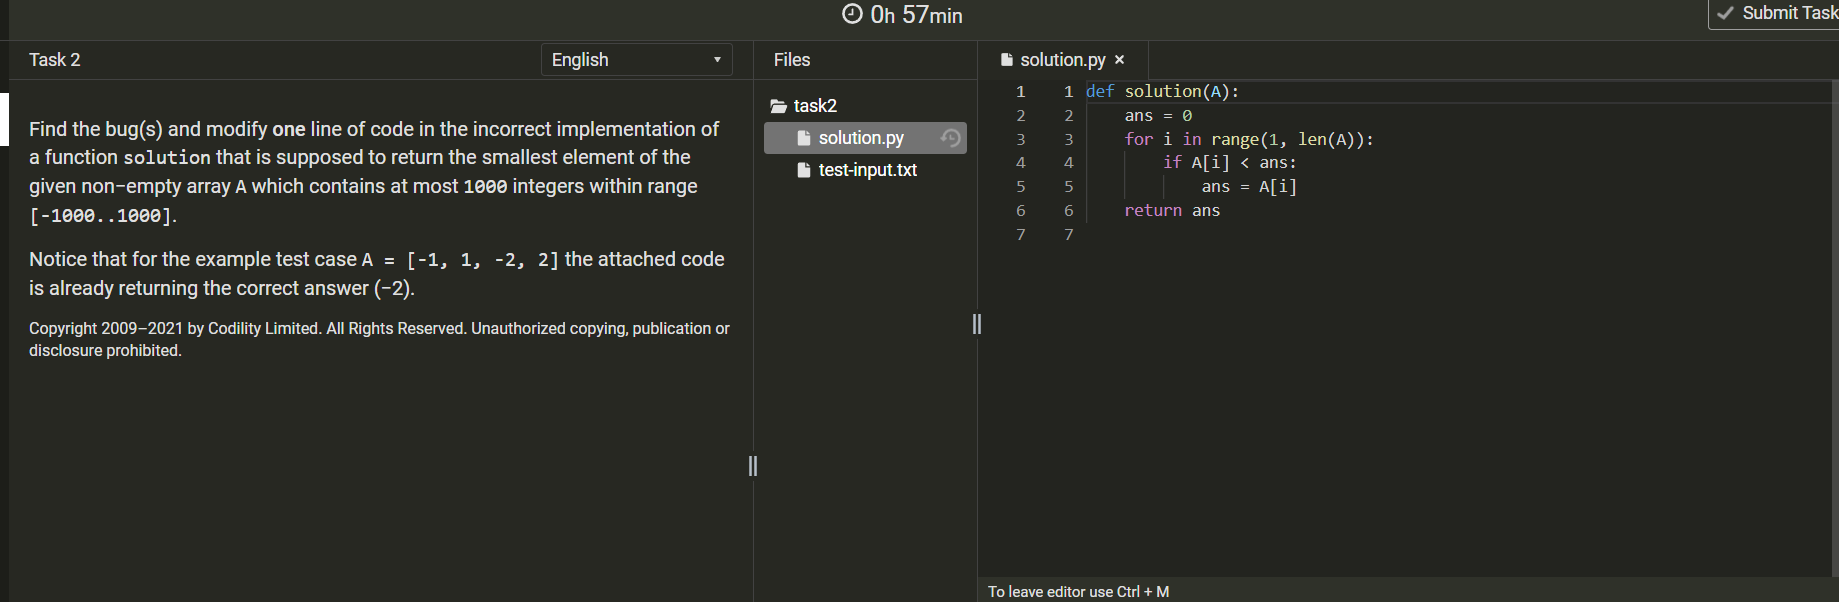 0h 57min
Submit Task
Task 2
English
Files
solution.py ×
task2
solution.py
test-input.txt
Find the bug(s) and modify one line of code in the incorrect implementation of
a function solution that is supposed to return the smallest element of the
given non-empty array A which contains at most 1000 integers within range
[-1000..1000].
Notice that for the example test case A = [-1, 1, -2, 2] the attached code
is already returning the correct answer (−2).
Copyright 2009–2021 by Codility Limited. All Rights Reserved. Unauthorized copying, publication or
disclosure prohibited.
1 1 def solution(A):
2 2 ans = 0
3 3 for i in range(1, len(A)):
4 4 if A[i] < ans:
5 5 ans = A[i]
6 6 return ans
7 7
To leave editor use Ctrl + M